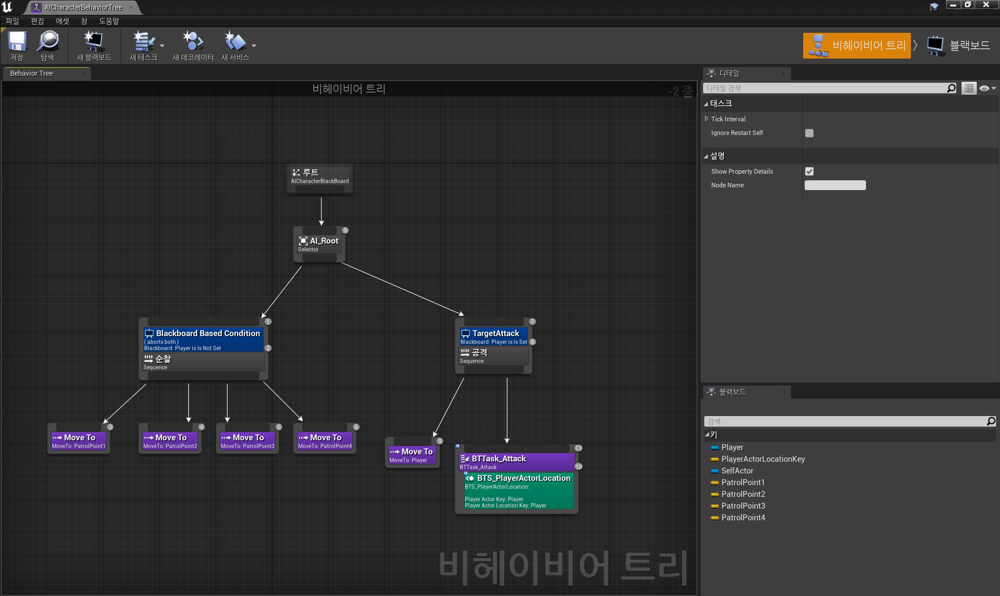 AICharacterBehaviorTree
파일 편집 에셋 창 도움말
저장 탐색 새 블랙보드 새 태스크 새 데코레이터 새 서비스
비헤이비어 트리 블랙보드
Behavior Tree
비헤이비어 트리
-2 줌
루트
AICharacterBlackBoard
0
AI_Root
Selector
1
Blackboard Based Condition
( aborts both )
Blackboard: Player is Is Not Set
2
순찰
Sequence
7
TargetAttack
Blackboard: Player is Is Set
8
공격
Sequence
3
Move To
MoveTo: PatrolPoint1
4
Move To
MoveTo: PatrolPoint2
5
Move To
MoveTo: PatrolPoint3
6
Move To
MoveTo: PatrolPoint4
9
Move To
MoveTo: Player
11
BTTask_Attack
BTTask_Attack
10
BTS_PlayerActorLocation
BTS_PlayerActorLocation:
Player Actor Key: Player
Player Actor Location Key: Player
비헤이비어 트리
디테일
디테일 검색
태스크
Tick Interval
Ignore Restart Self
설명
Show Property Details
Node Name
블랙보드
검색
키
Player
PlayerActorLocationKey
SelfActor
PatrolPoint1
PatrolPoint2
PatrolPoint3
PatrolPoint4